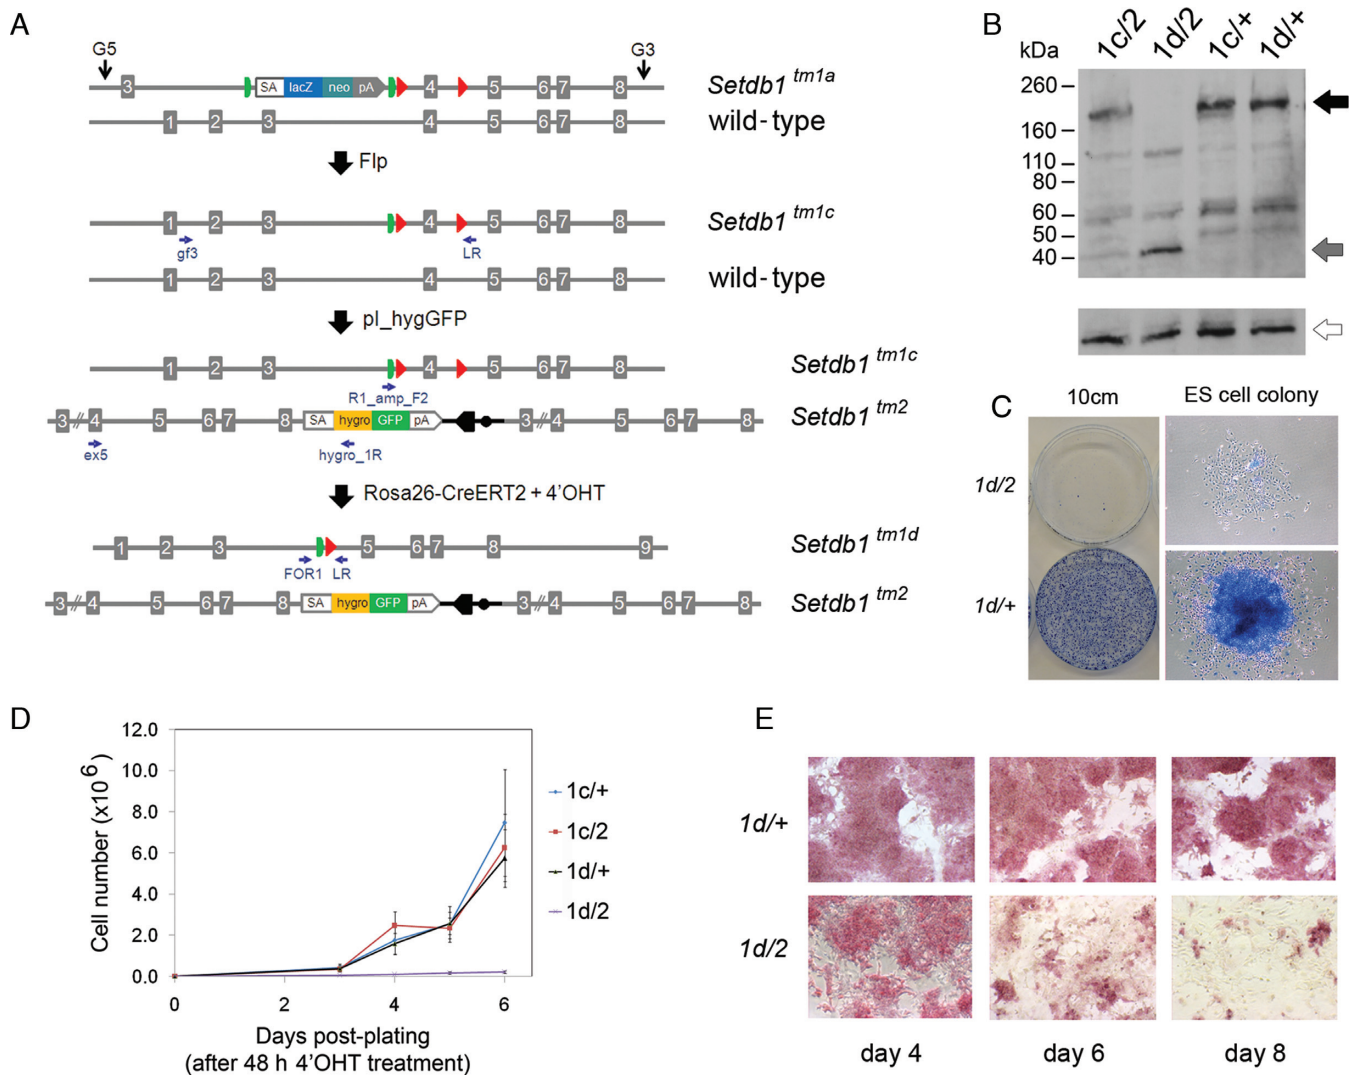 A
G5
G3
3 SA lacZ neo pA 4 5 6 7 8
Setdb1 tm1a
1 2 3 4 5 6 7 8
wild-type
Flp
1 2 3 4 5 6 7 8
Setdb1 tm1c
gf3
LR
1 2 3 4 5 6 7 8
wild-type
pl_hygGFP
1 2 3 4 5 6 7 8
Setdb1 tm1c
R1_amp_F2
3 // 4 5 6 7 8 SA hygro GFP pA 3 // 4 5 6 7 8
Setdb1 tm2
ex5
hygro_1R
Rosa26-CreERT2 + 4'OHT
1 2 3 5 6 7 8 9
Setdb1 tm1d
FOR1 LR
3 // 4 5 6 7 8 SA hygro GFP pA 3 // 4 5 6 7 8
Setdb1 tm2
B
kDa
1c/2 1d/2 1c/+ 1d/+
260
160
110
80
60
50
40
C
10cm
ES cell colony
1d/2
1d/+
D
Cell number (x10 6)
12.0
10.0
8.0
6.0
4.0
2.0
0.0
0 2 4 6
Days post-plating
(after 48 h 4'OHT treatment)
1c/+
1c/2
1d/+
1d/2
E
1d/+
1d/2
day 4
day 6
day 8